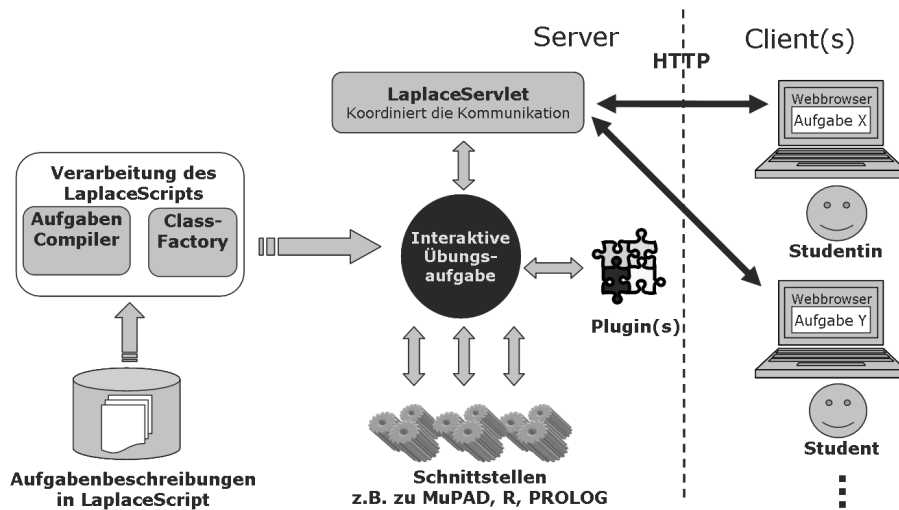 Server
Client(s)
HTTP
LaplaceServlet
Koordiniert die Kommunikation
Webbrowser
Aufgabe X
Studentin
Verarbeitung des
LaplaceScripts
Aufgaben
Compiler
Class-
Factory
Interaktive
Übungs-
aufgabe
Plugin(s)
Webbrowser
Aufgabe Y
Student
Aufgabenbeschreibungen
in LaplaceScript
Schnittstellen
z.B. zu MuPAD, R, PROLOG